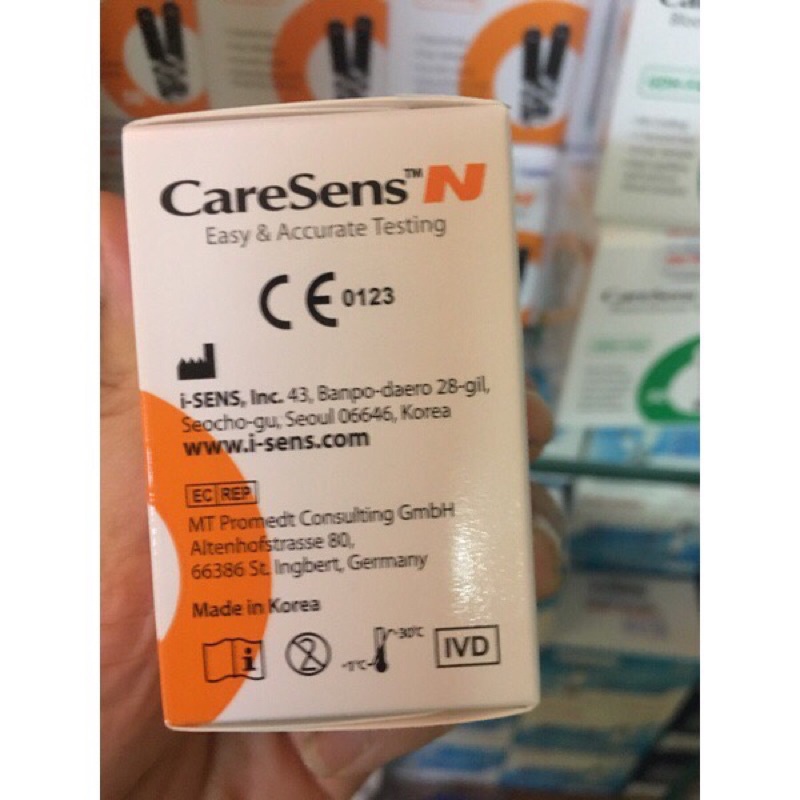 CareSens™ N
Easy & Accurate Testing
CE 0123
i-SENS, Inc. 43, Banpo-daero 28-gil,
Seocho-gu, Seoul 06646, Korea
www.i-sens.com
EC REP
MT Promedt Consulting GmbH
Altenhofstrasse 80,
66386 St. Ingbert, Germany
Made in Korea
i
2
-1°C
30°C
IVD
CareSens